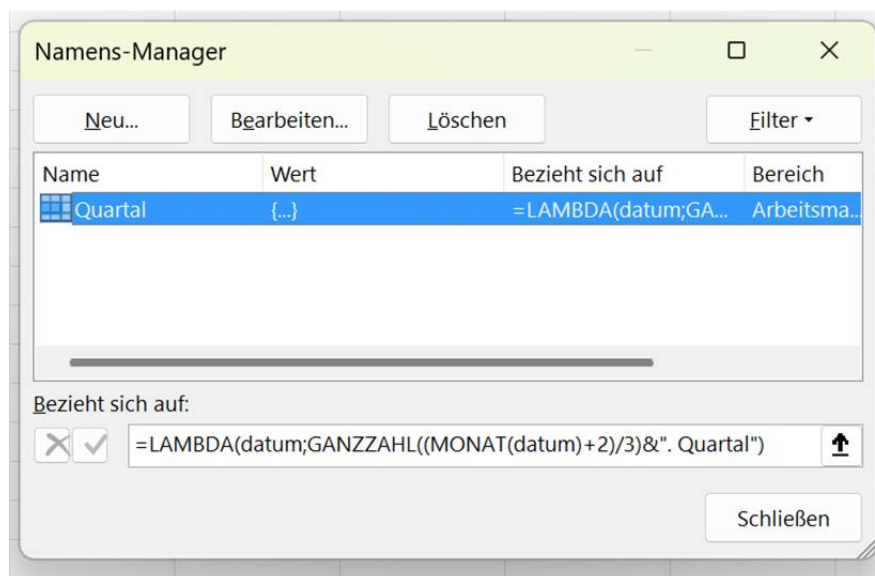 Namens-Manager
Neu...
Bearbeiten...
Löschen
Filter
Name Wert Bezieht sich auf Bereich
Quartal {...} =LAMBDA(datum;GA... Arbeitsma...
Bezieht sich auf:
=LAMBDA(datum;GANZZAHL((MONAT(datum)+2)/3)&". Quartal")
Schließen